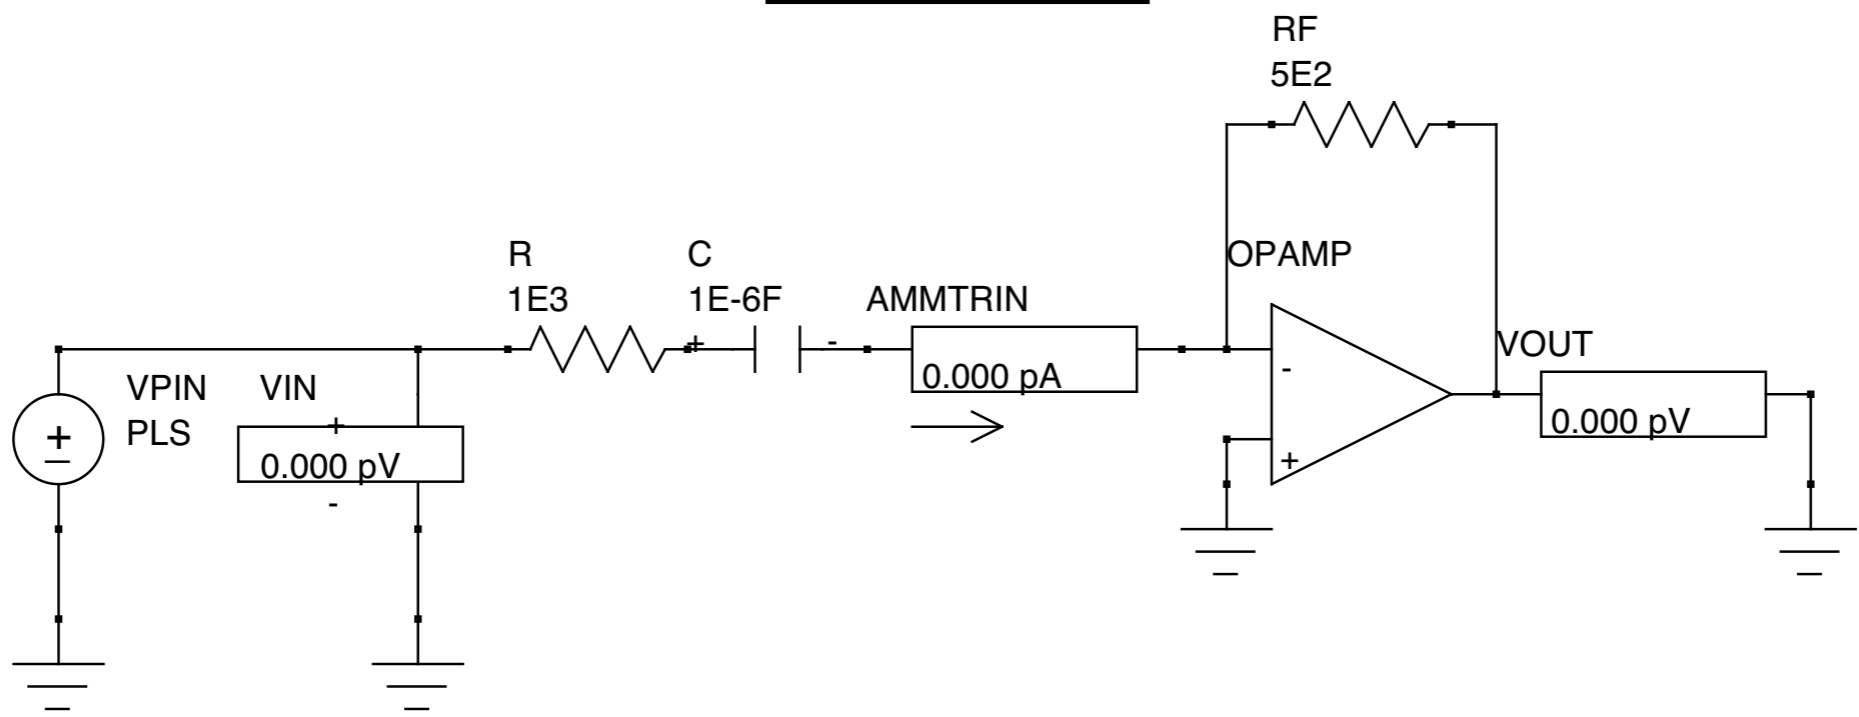 RF
5E2
R
1E3
C
1E-6F
+
-
AMMTRIN
0.000 pA
OPAMP
-
+
VOUT
0.000 pV
VPIN
PLS
+
VIN
+
0.000 pV
-